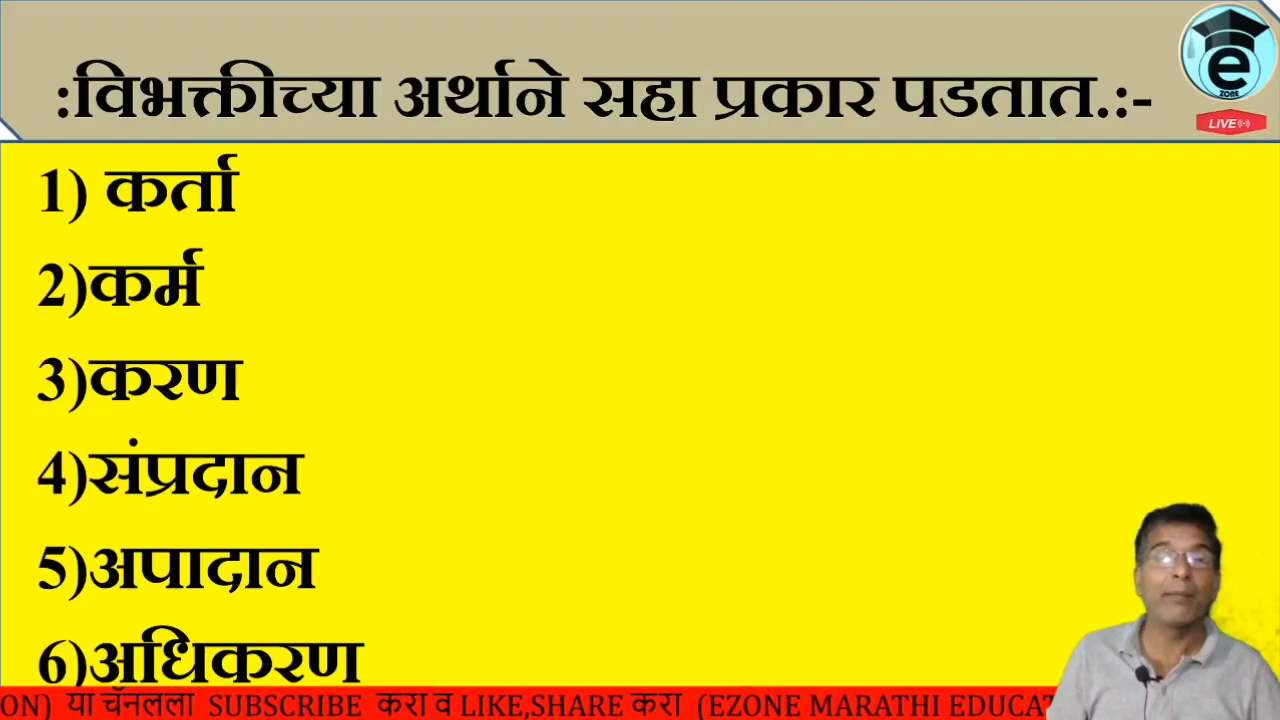 :विभक्तीच्या अर्थाने सहा प्रकार पडतात.:-
e
ZONE
LIVE
1) कर्ता
2)कर्म
3)करण
4)संप्रदान
5)अपादान
6)अधिकरण
ON) या चॅनलला SUBSCRIBE करा व LIKE,SHARE करा (EZONE MARATHI EDUCAT